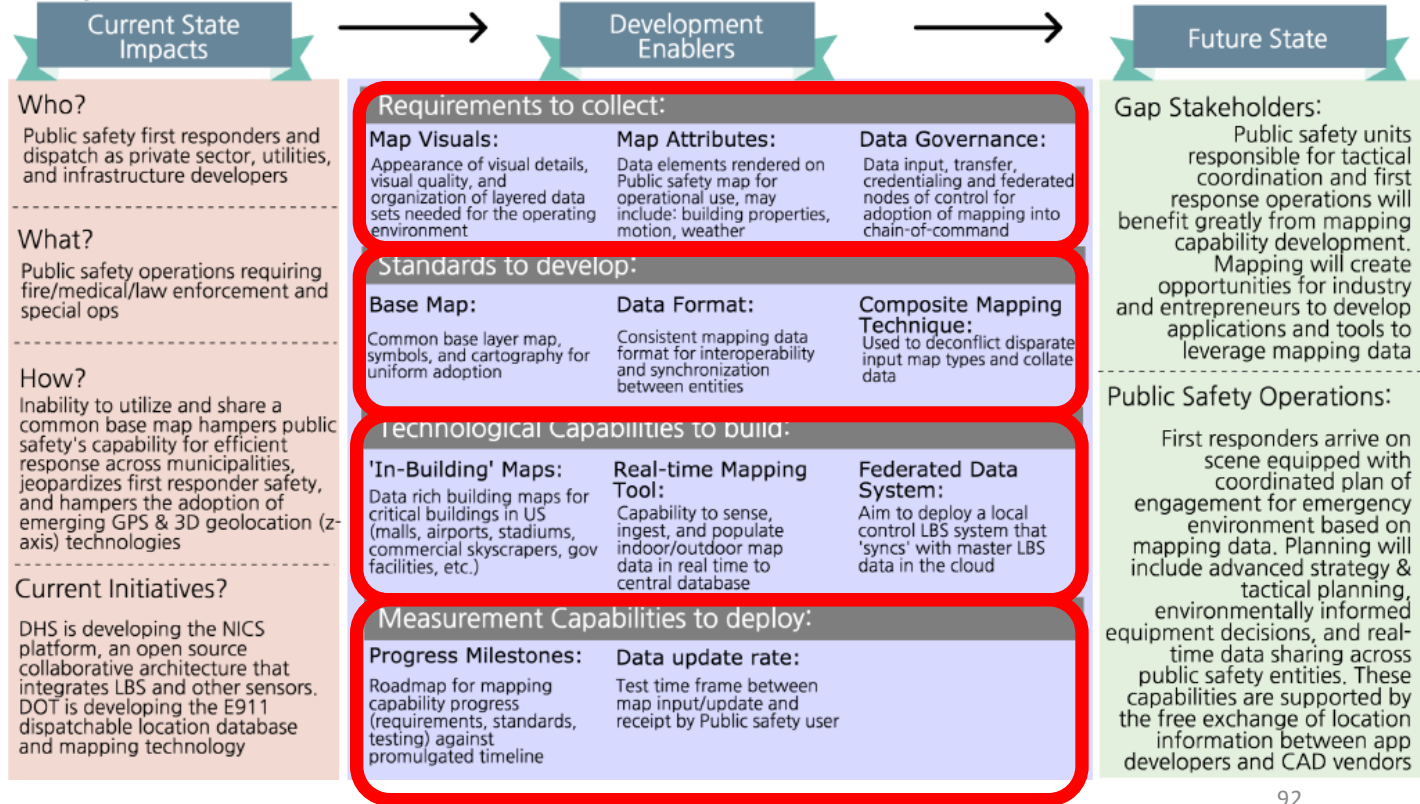 Current State
Impacts
Development
Enablers
Future State
Who?
Public safety first responders and
dispatch as private sector, utilities,
and infrastructure developers
What?
Public safety operations requiring
fire/medical/law enforcement and
special ops
How?
Inability to utilize and share a
common base map hampers public
safety's capability for efficient
response across municipalities,
jeopardizes first responder safety,
and hampers the adoption of
emerging GPS & 3D geolocation (z-
axis) technologies
Current Initiatives?
DHS is developing the NICS
platform, an open source
collaborative architecture that
integrates LBS and other sensors.
DOT is developing the E911
dispatchable location database
and mapping technology
Requirements to collect:
Map Visuals:
Appearance of visual details,
visual quality, and
organization of layered data
sets needed for the operating
environment
Map Attributes:
Data elements rendered on
Public safety map for
operational use, may
include: building properties,
motion, weather
Data Governance:
Data input, transfer,
credentialing and federated
nodes of control for
adoption of mapping into
chain-of-command
Standards to develop:
Base Map:
Common base layer map,
symbols, and cartography for
uniform adoption
Data Format:
Consistent mapping data
format for interoperability
and synchronization
between entities
Composite Mapping
Technique:
Used to deconflict disparate
input map types and collate
data
Technological Capabilities to build:
'In-Building' Maps:
Data rich building maps for
critical buildings in US
(malls, airports, stadiums,
commercial skyscrapers, gov
facilities, etc.)
Real-time Mapping
Tool:
Capability to sense,
ingest, and populate
indoor/outdoor map
data in real time to
central database
Federated Data
System:
Aim to deploy a local
control LBS system that
'syncs' with master LBS
data in the cloud
Measurement Capabilities to deploy:
Progress Milestones:
Roadmap for mapping
capability progress
(requirements, standards,
testing) against
promulgated timeline
Data update rate:
Test time frame between
map input/update and
receipt by Public safety user
Gap Stakeholders:
Public safety units
responsible for tactical
coordination and first
response operations will
benefit greatly from mapping
capability development.
Mapping will create
opportunities for industry
and entrepreneurs to develop
applications and tools to
leverage mapping data
Public Safety Operations:
First responders arrive on
scene equipped with
coordinated plan of
engagement for emergency
environment based on
mapping data. Planning will
include advanced strategy &
tactical planning,
environmentally informed
equipment decisions, and real-
time data sharing across
public safety entities. These
capabilities are supported by
the free exchange of location
information between app
developers and CAD vendors
92